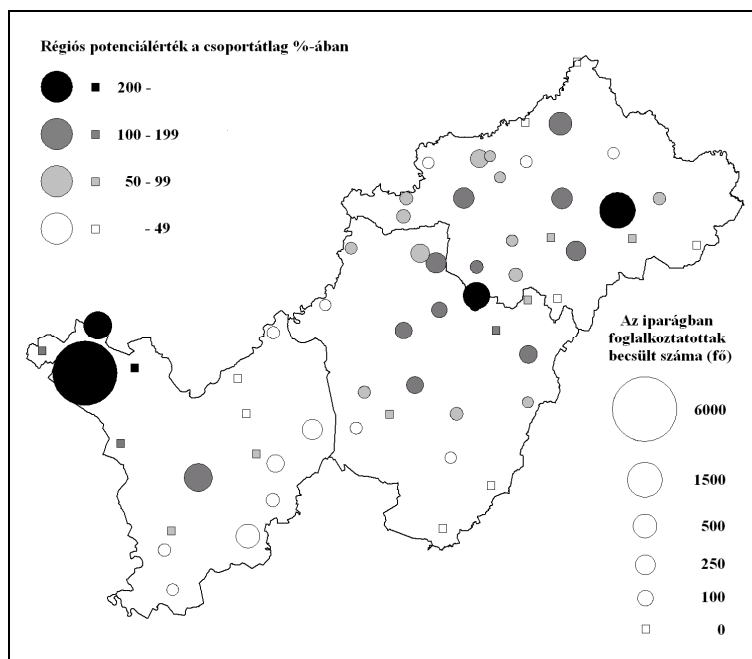 Régiós potenciálérték a csoportátlag %-ában
200 -
100 - 199
50 - 99
- 49
Az iparágban
foglalkoztatottak
becsült száma (fő)
6000
1500
500
250
100
0